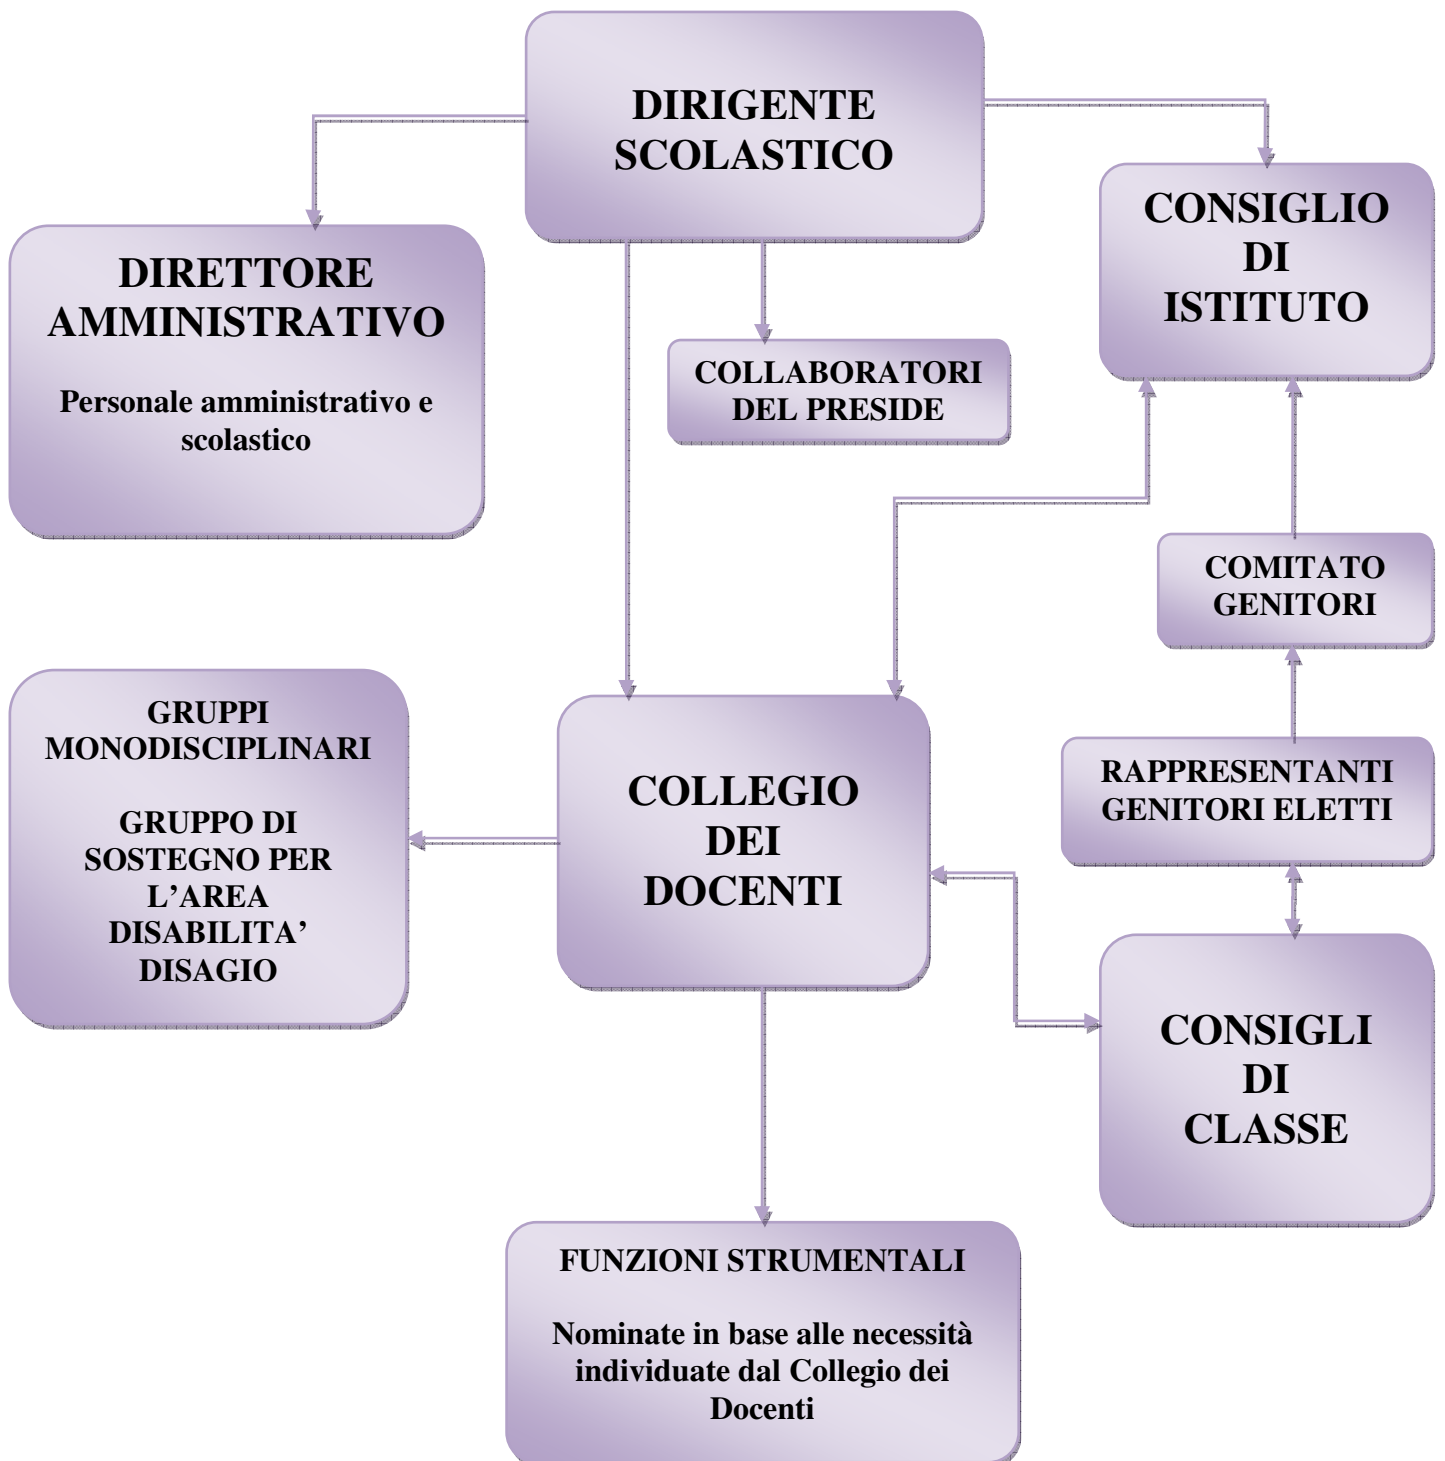 DIRIGENTE
SCOLASTICO
CONSIGLIO
DI
ISTITUTO
DIRETTORE
AMMINISTRATIVO
Personale amministrativo e
scolastico
COLLABORATORI
DEL PRESIDE
COMITATO
GENITORI
GRUPPI
MONODISCIPLINARI
GRUPPO DI
SOSTEGNO PER
L’AREA
DISABILITA’
DISAGIO
COLLEGIO
DEI
DOCENTI
RAPPRESENTANTI
GENITORI ELETTI
CONSIGLI
DI
CLASSE
FUNZIONI STRUMENTALI
Nominate in base alle necessità
individuate dal Collegio dei
Docenti